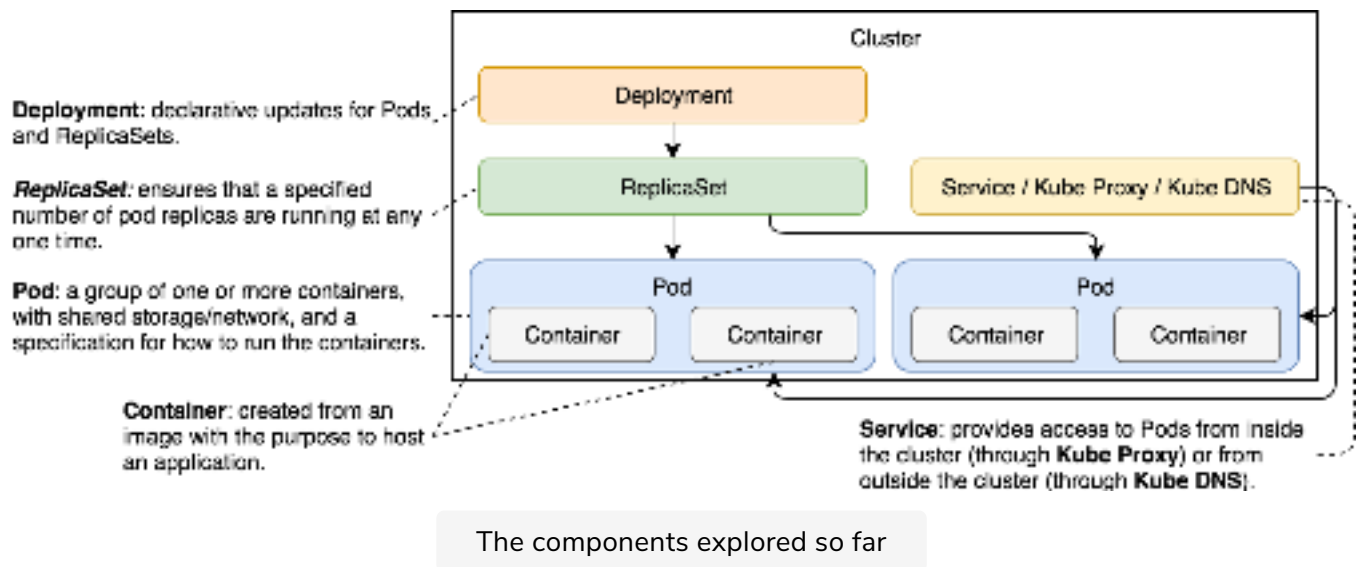 Cluster
Deployment
Deployment: declarative updates for Pods
and ReplicaSets.
ReplicaSet
Service / Kube Proxy / Kube DNS
ReplicaSet: ensures that a specified
number of pod replicas are running at any
one time.
Pod
Pod
Pod: a group of one or more containers,
with shared storage/network, and a
specification for how to run the containers.
Container
Container
Container
Container
Container: created from an
image with the purpose to host
an application.
Service: provides access to Pods from inside
the cluster (through Kube Proxy) or from
outside the cluster (through Kube DNS).
The components explored so far